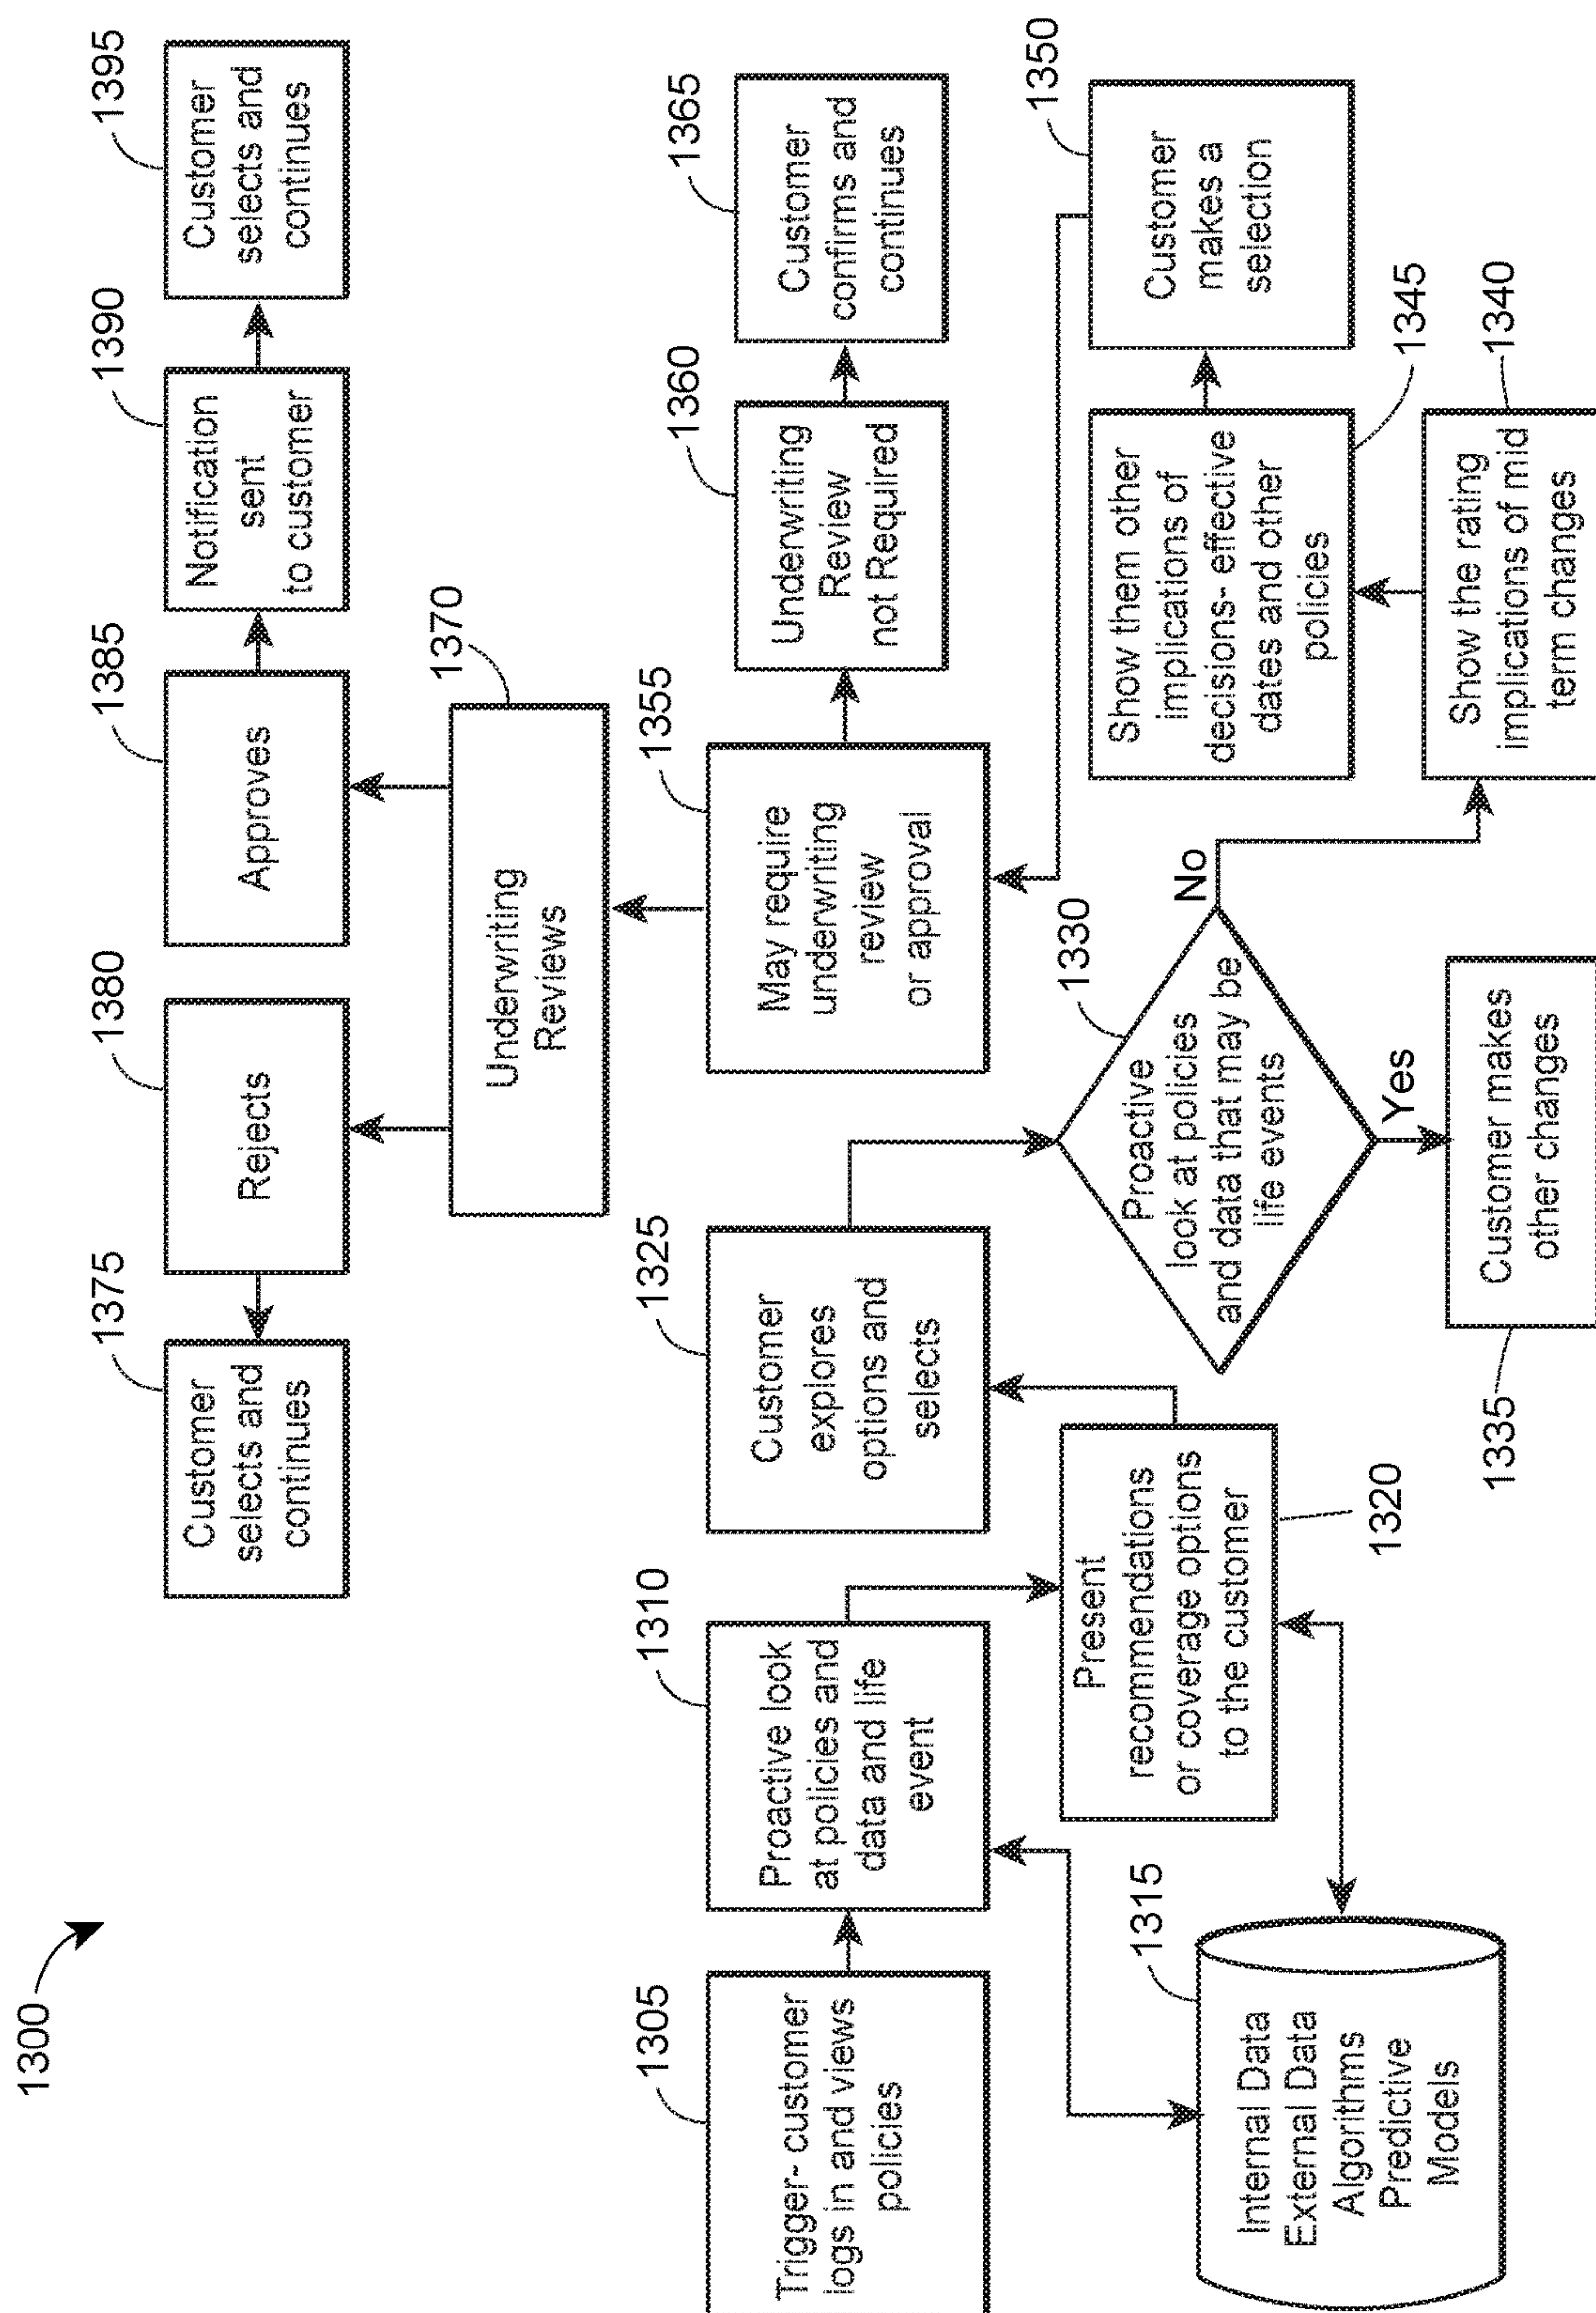 1300
1375
Customer
selects and
continues
1380
Rejects
1385
Approves
1390
Notification
sent
to customer
1395
Customer
selects and
continues
1370
Underwriting
Reviews
1305
Trigger- customer
logs in and views
policies
1310
Proactive look
at policies and
data and life
event
1325
Customer
explores
options and
selects
1355
May require
underwriting
review
or approval
1360
Underwriting
Review
not Required
1365
Customer
confirms and
continues
1315
Internal Data
External Data
Algorithms
Predictive
Models
Present
recommendations
or coverage options
to the customer
1320
1330
Proactive
look at policies
and data that may be
life events
No
Yes
1335
Customer makes
other changes
Show them other
implications of
decisions- effective
dates and other
policies
1345
1350
Customer
makes a
selection
1340
Show the rating
implications of mid
term changes